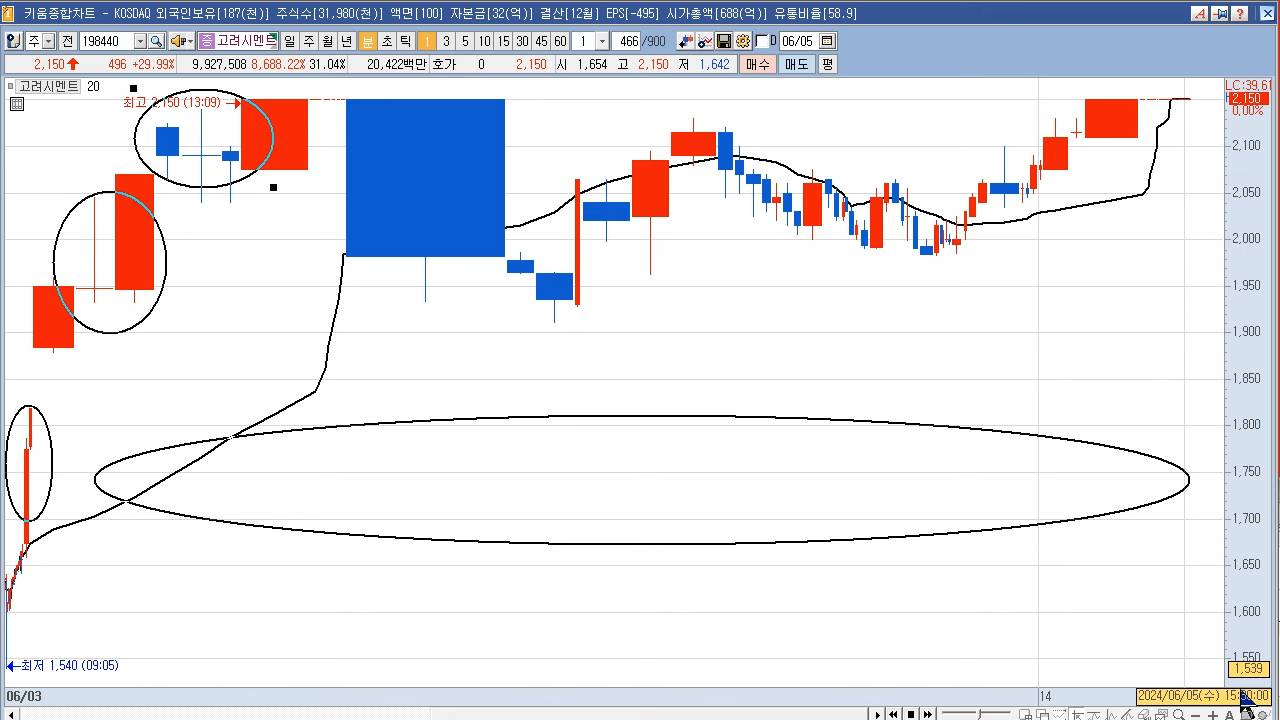 키움종합차트 - KOSDAQ 외국인보유[187(천)] 주식수[31,980(천)] 액면[100] 자본금[32(억)] 결산[12월] EPS[-495] 시가총액[688(억)] 유통비율[58.9]
주 전 198440 증 고려시멘트 일 주 월 년 분 초 틱 1 3 5 10 15 30 45 60 1 466 /900 D 06/05
2,150 496 +29.99% 9,927,508 8,688.22% 31.04% 20,422백만 호가 0 2,150 시 1,654 고 2,150 저 1,642 매수 매도 평
고려시멘트 20
LC:39,61
2,150
0,00%
최고 2,150 (13:09)
2,100
2,050
2,000
1,950
1,900
1,850
1,800
1,750
1,700
1,650
1,600
1,550
최저 1,540 (09:05)
1,539
06/03 14 2024/06/05(수)